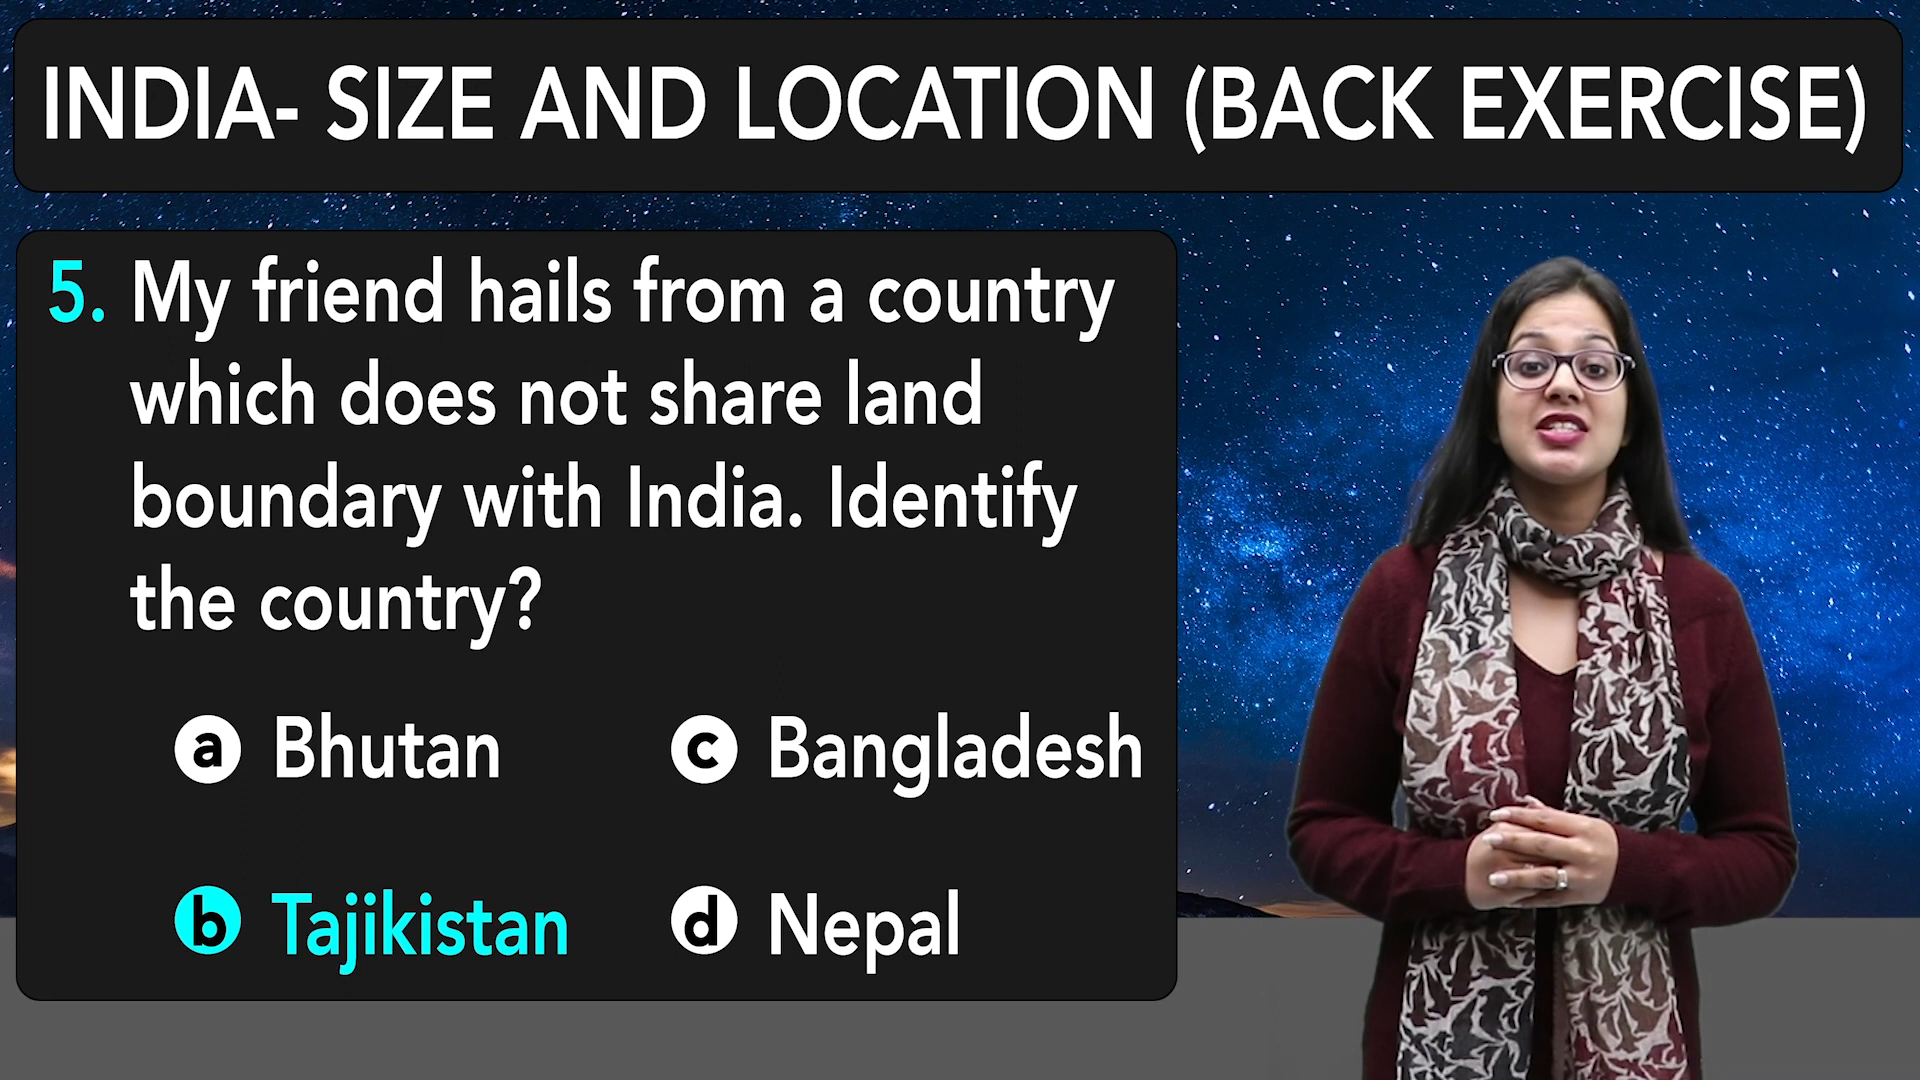 INDIA- SIZE AND LOCATION (BACK EXERCISE)
5. My friend hails from a country
which does not share land
boundary with India. Identify
the country?
a Bhutan
c Bangladesh
b Tajikistan
d Nepal